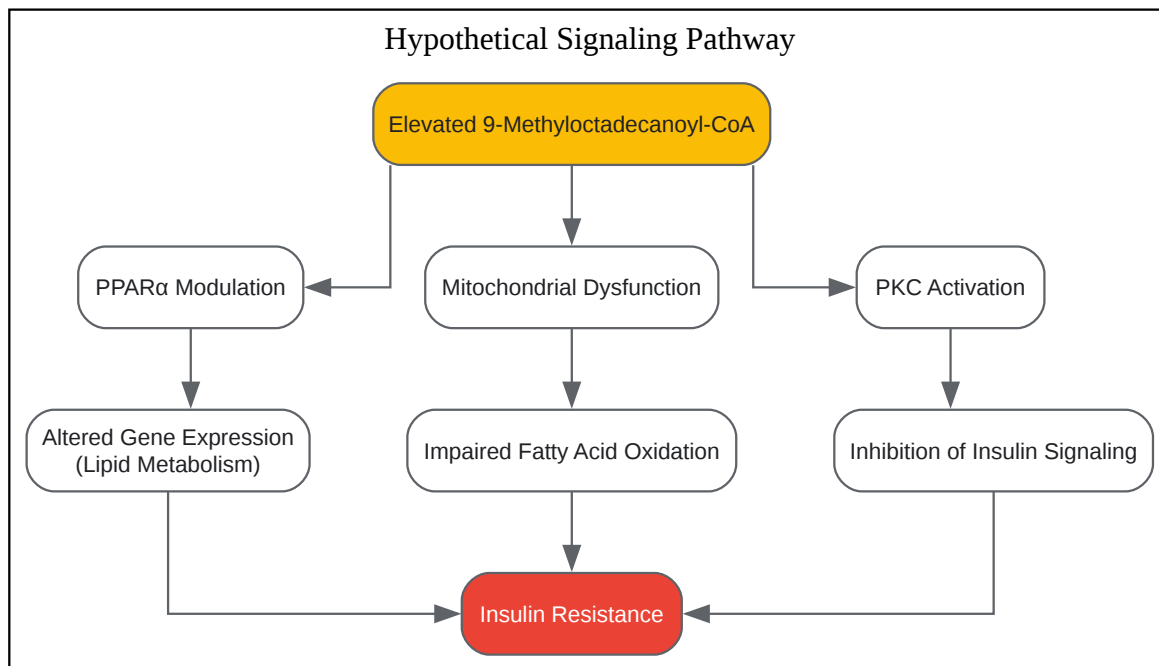 Hypothetical Signaling Pathway
Elevated 9-Methyloctadecanoyl-CoA
PPARα Modulation
Mitochondrial Dysfunction
PKC Activation
Altered Gene Expression
(Lipid Metabolism)
Impaired Fatty Acid Oxidation
Inhibition of Insulin Signaling
Insulin Resistance